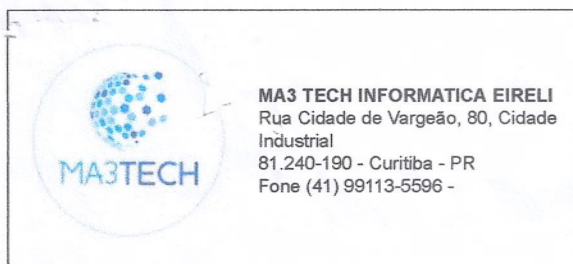 MA3TECH
MA3 TECH INFORMATICA EIRELI
Rua Cidade de Vargeão, 80, Cidade
Industrial
81.240-190 - Curitiba - PR
Fone (41) 99113-5596 -